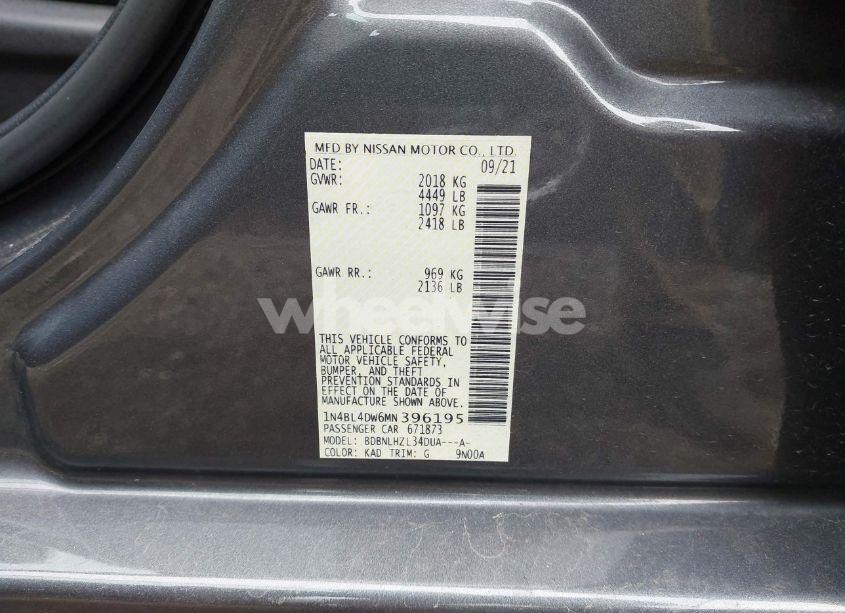 MFD BY NISSAN MOTOR CO., LTD.
DATE: 09/21
GVWR: 2018 KG
4449 LB
GAWR FR.: 1097 KG
2418 LB
GAWR RR.: 969 KG
2136 LB
wheelwise
THIS VEHICLE CONFORMS TO
ALL APPLICABLE FEDERAL
MOTOR VEHICLE SAFETY,
BUMPER, AND THEFT
PREVENTION STANDARDS IN
EFFECT ON THE DATE OF
MANUFACTURE SHOWN ABOVE.
1N4BL4DW6MN396195
PASSENGER CAR 671873
MODEL: BDBNLHZL34DUA---A-
COLOR: KAD TRIM: G 9N00A